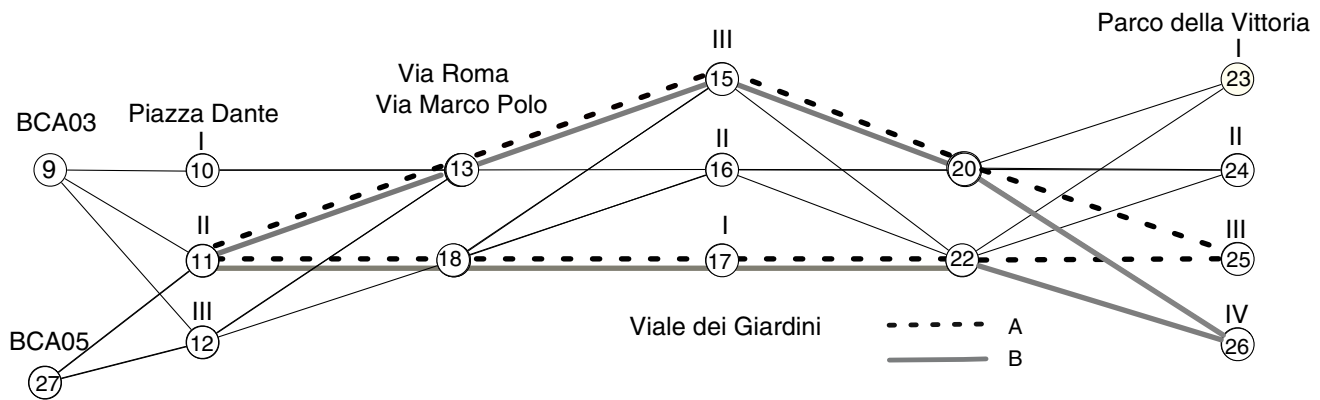 Parco della Vittoria
I
23
III
15
Via Roma
Via Marco Polo
Piazza Dante
I
BCA03
9
10
13
II
16
20
II
24
II
11
18
I
17
22
III
25
III
12
BCA05
27
Viale dei Giardini
A
B
IV
26